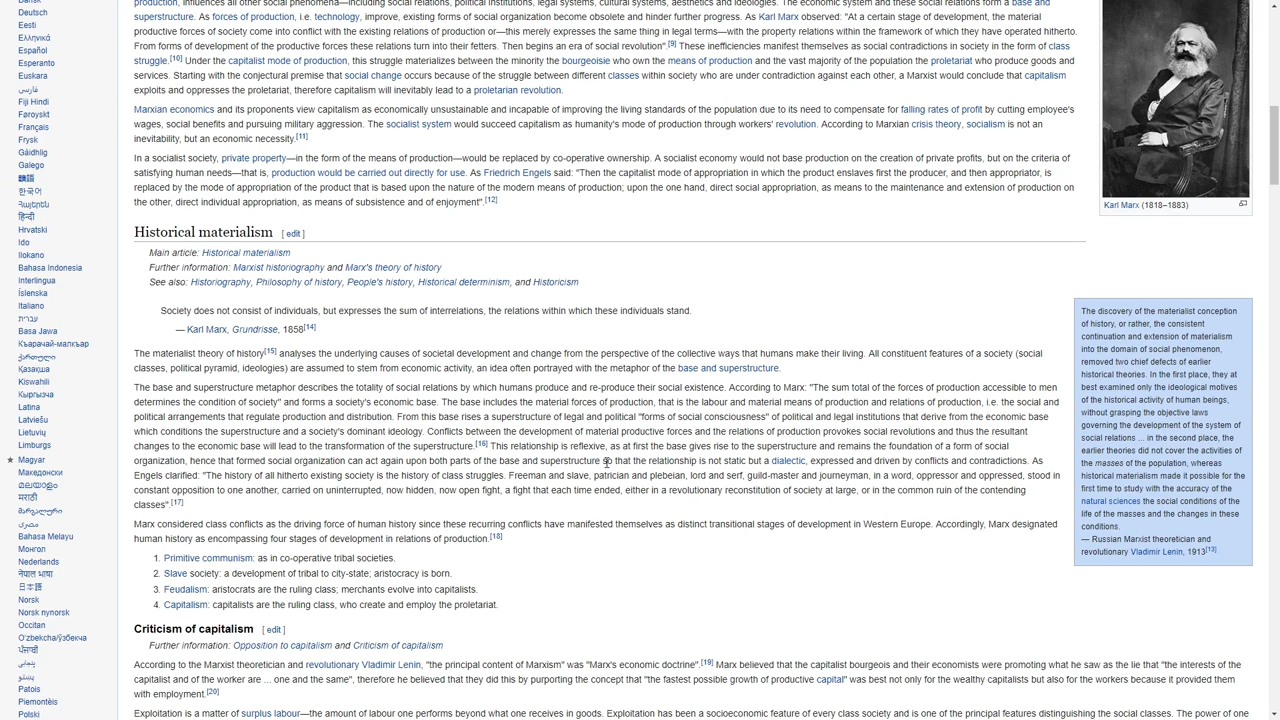 Dansk
Deutsch
Eesti
Ελληνικά
Español
Esperanto
Euskara
فارسی
Fiji Hindi
Føroyskt
Français
Frysk
Gàidhlig
Galego
贛語
한국어
Հայերեն
हिन्दी
Hrvatski
Ido
Ilokano
Bahasa Indonesia
Interlingua
Íslenska
Italiano
עברית
Basa Jawa
Къарачай-малкъар
ქართული
Қазақша
Kiswahili
Кыргызча
Latina
Latviešu
Lietuvių
Limburgs
Magyar
Македонски
മലയാളം
मराठी
მარგალური
مصرى
Bahasa Melayu
Монгол
Nederlands
नेपाल भाषा
日本語
Norsk
Norsk nynorsk
Occitan
Oʻzbekcha/ўзбекча
ਪੰਜਾਬੀ
پنجابی
پښتو
Patois
Piemontèis
Polski
production, influences all other social phenomena—including social relations, political institutions, legal systems, cultural systems, aesthetics and ideologies. The economic system and these social relations form a base and
superstructure. As forces of production, i.e. technology, improve, existing forms of social organization become obsolete and hinder further progress. As Karl Marx observed: "At a certain stage of development, the material
productive forces of society come into conflict with the existing relations of production or—this merely expresses the same thing in legal terms—with the property relations within the framework of which they have operated hitherto.
From forms of development of the productive forces these relations turn into their fetters. Then begins an era of social revolution".[9] These inefficiencies manifest themselves as social contradictions in society in the form of class
struggle.[10] Under the capitalist mode of production, this struggle materializes between the minority the bourgeoisie who own the means of production and the vast majority of the population the proletariat who produce goods and
services. Starting with the conjectural premise that social change occurs because of the struggle between different classes within society who are under contradiction against each other, a Marxist would conclude that capitalism
exploits and oppresses the proletariat, therefore capitalism will inevitably lead to a proletarian revolution.
Marxian economics and its proponents view capitalism as economically unsustainable and incapable of improving the living standards of the population due to its need to compensate for falling rates of profit by cutting employee's
wages, social benefits and pursuing military aggression. The socialist system would succeed capitalism as humanity's mode of production through workers' revolution. According to Marxian crisis theory, socialism is not an
inevitability, but an economic necessity.[11]
In a socialist society, private property—in the form of the means of production—would be replaced by co-operative ownership. A socialist economy would not base production on the creation of private profits, but on the criteria of
satisfying human needs—that is, production would be carried out directly for use. As Friedrich Engels said: "Then the capitalist mode of appropriation in which the product enslaves first the producer, and then appropriator, is
replaced by the mode of appropriation of the product that is based upon the nature of the modern means of production; upon the one hand, direct social appropriation, as means to the maintenance and extension of production on
the other, direct individual appropriation, as means of subsistence and of enjoyment".[12]
Karl Marx (1818–1883)
Historical materialism [ edit ]
Main article: Historical materialism
Further information: Marxist historiography and Marx's theory of history
See also: Historiography, Philosophy of history, People's history, Historical determinism, and Historicism
Society does not consist of individuals, but expresses the sum of interrelations, the relations within which these individuals stand.
— Karl Marx, Grundrisse, 1858[14]
The materialist theory of history[15] analyses the underlying causes of societal development and change from the perspective of the collective ways that humans make their living. All constituent features of a society (social
classes, political pyramid, ideologies) are assumed to stem from economic activity, an idea often portrayed with the metaphor of the base and superstructure.
The base and superstructure metaphor describes the totality of social relations by which humans produce and re-produce their social existence. According to Marx: "The sum total of the forces of production accessible to men
determines the condition of society" and forms a society's economic base. The base includes the material forces of production, that is the labour and material means of production and relations of production, i.e. the social and
political arrangements that regulate production and distribution. From this base rises a superstructure of legal and political "forms of social consciousness" of political and legal institutions that derive from the economic base
which conditions the superstructure and a society's dominant ideology. Conflicts between the development of material productive forces and the relations of production provokes social revolutions and thus the resultant
changes to the economic base will lead to the transformation of the superstructure.[16] This relationship is reflexive, as at first the base gives rise to the superstructure and remains the foundation of a form of social
organization, hence that formed social organization can act again upon both parts of the base and superstructure so that the relationship is not static but a dialectic, expressed and driven by conflicts and contradictions. As
Engels clarified: "The history of all hitherto existing society is the history of class struggles. Freeman and slave, patrician and plebeian, lord and serf, guild-master and journeyman, in a word, oppressor and oppressed, stood in
constant opposition to one another, carried on uninterrupted, now hidden, now open fight, a fight that each time ended, either in a revolutionary reconstitution of society at large, or in the common ruin of the contending
classes".[17]
Marx considered class conflicts as the driving force of human history since these recurring conflicts have manifested themselves as distinct transitional stages of development in Western Europe. Accordingly, Marx designated
human history as encompassing four stages of development in relations of production.[18]
1. Primitive communism: as in co-operative tribal societies.
2. Slave society: a development of tribal to city-state; aristocracy is born.
3. Feudalism: aristocrats are the ruling class; merchants evolve into capitalists.
4. Capitalism: capitalists are the ruling class, who create and employ the proletariat.
The discovery of the materialist conception
of history, or rather, the consistent
continuation and extension of materialism
into the domain of social phenomenon,
removed two chief defects of earlier
historical theories. In the first place, they at
best examined only the ideological motives
of the historical activity of human beings,
without grasping the objective laws
governing the development of the system of
social relations ... in the second place, the
earlier theories did not cover the activities of
the masses of the population, whereas
historical materialism made it possible for the
first time to study with the accuracy of the
natural sciences the social conditions of the
life of the masses and the changes in these
conditions.
— Russian Marxist theoretician and
revolutionary Vladimir Lenin, 1913[13]
Criticism of capitalism [ edit ]
Further information: Opposition to capitalism and Criticism of capitalism
According to the Marxist theoretician and revolutionary Vladimir Lenin, "the principal content of Marxism" was "Marx's economic doctrine".[19] Marx believed that the capitalist bourgeois and their economists were promoting what he saw as the lie that "the interests of
the capitalist and of the worker are ... one and the same", therefore he believed that they did this by purporting the concept that "the fastest possible growth of productive capital" was best not only for the wealthy capitalists but also for the workers because it provided them
with employment.[20]
Exploitation is a matter of surplus labour—the amount of labour one performs beyond what one receives in goods. Exploitation has been a socioeconomic feature of every class society and is one of the principal features distinguishing the social classes. The power of one